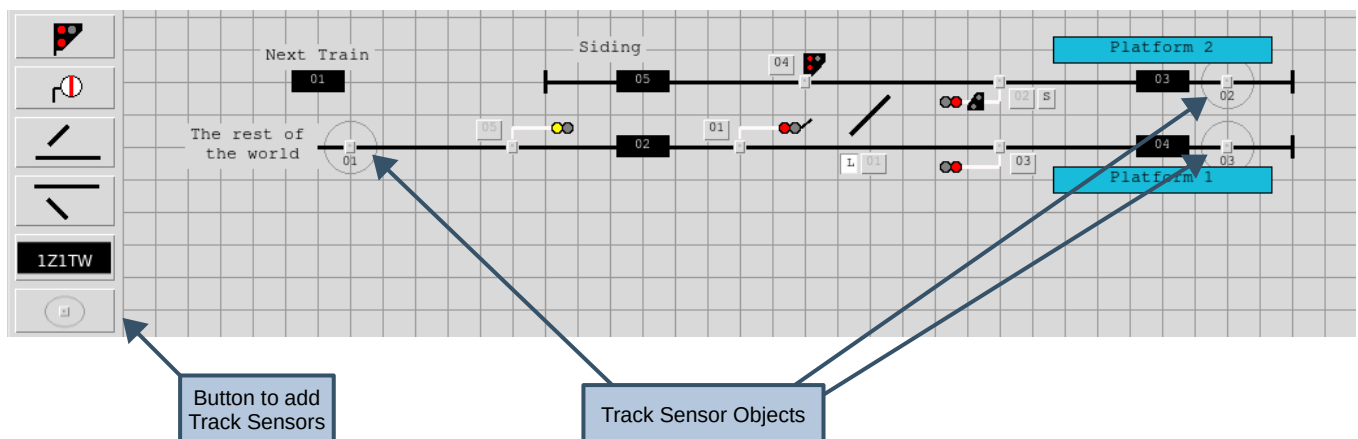 Next Train
Siding
Platform 2
01
05
04
03
02
02
S
The rest of
the world
01
05
02
01
L
01
03
04
03
Platform 1
1Z1TW
Button to add
Track Sensors
Track Sensor Objects